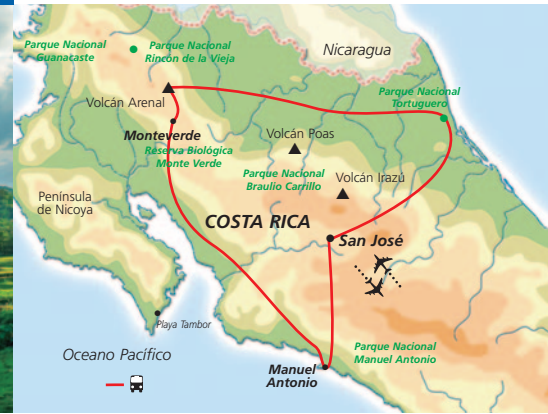 Parque Nacional
Guanacaste
Parque Nacional
Rincón de la Vieja
Nicaragua
Volcán Arenal
Parque Nacional
Tortuguero
Monteverde
Reserva Biológica
Monte Verde
Volcán Poas
Parque Nacional
Braulio Carrillo
Volcán Irazú
Península
de Nicoya
COSTA RICA
San José
Playa Tambor
Oceano Pacífico
Parque Nacional
Manuel Antonio
Manuel
Antonio